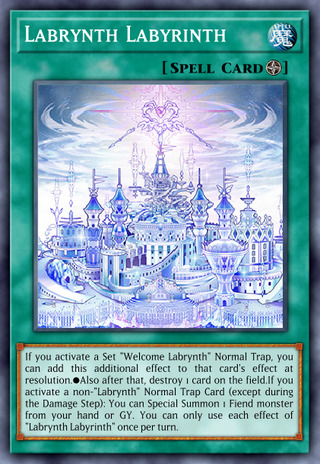 Labrynth Labyrinth
魔
[Spell Card]
If you activate a Set "Welcome Labrynth" Normal Trap, you
can add this additional effect to that card's effect at
resolution.●Also after that, destroy 1 card on the field.If you
activate a non-"Labrynth" Normal Trap Card (except during
the Damage Step): You can Special Summon 1 Fiend monster
from your hand or GY. You can only use each effect of
"Labrynth Labyrinth" once per turn.